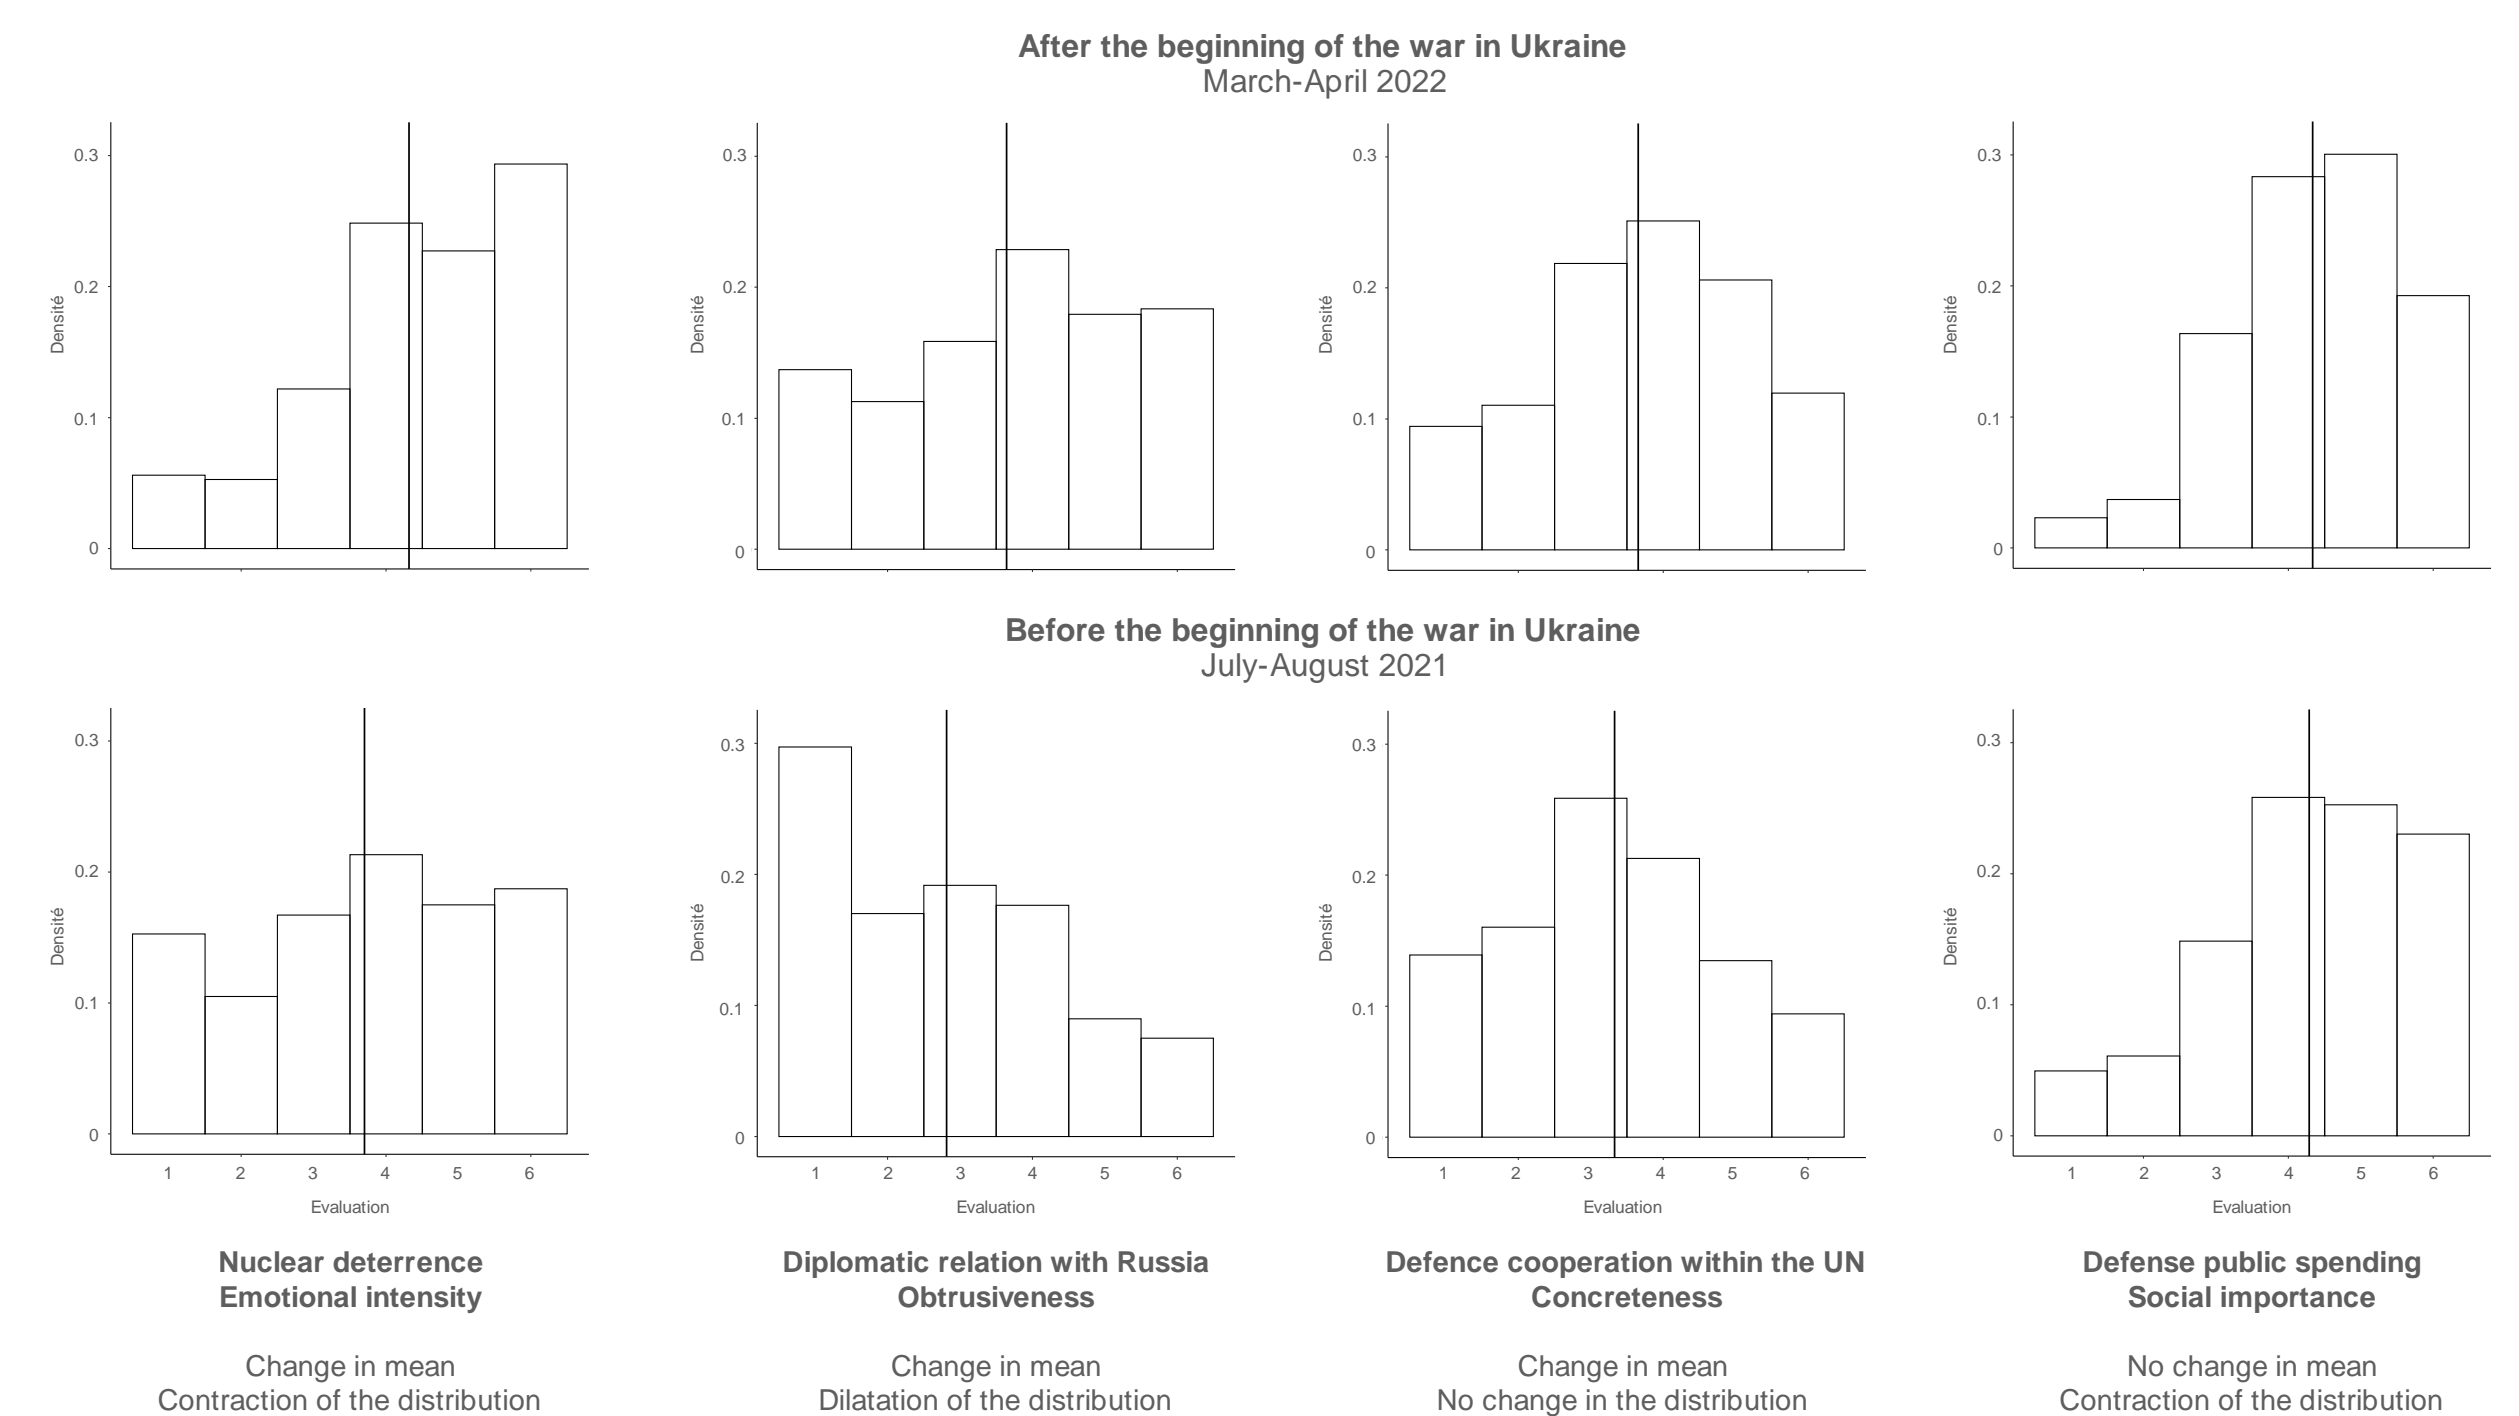 After the beginning of the war in Ukraine
March-April 2022
0.3
0.2
0.1
0
Densité
0.3
0.2
0.1
0
Densité
0.3
0.2
0.1
0
Densité
0.3
0.2
0.1
0
Densité
Before the beginning of the war in Ukraine
July-August 2021
0.3
0.2
0.1
0
Densité
1 2 3 4 5 6
Evaluation
0.3
0.2
0.1
0
Densité
1 2 3 4 5 6
Evaluation
0.3
0.2
0.1
0
Densité
1 2 3 4 5 6
Evaluation
0.3
0.2
0.1
0
Densité
1 2 3 4 5 6
Evaluation
Nuclear deterrence
Emotional intensity
Change in mean
Contraction of the distribution
Diplomatic relation with Russia
Obtrusiveness
Change in mean
Dilatation of the distribution
Defence cooperation within the UN
Concreteness
Change in mean
No change in the distribution
Defense public spending
Social importance
No change in mean
Contraction of the distribution